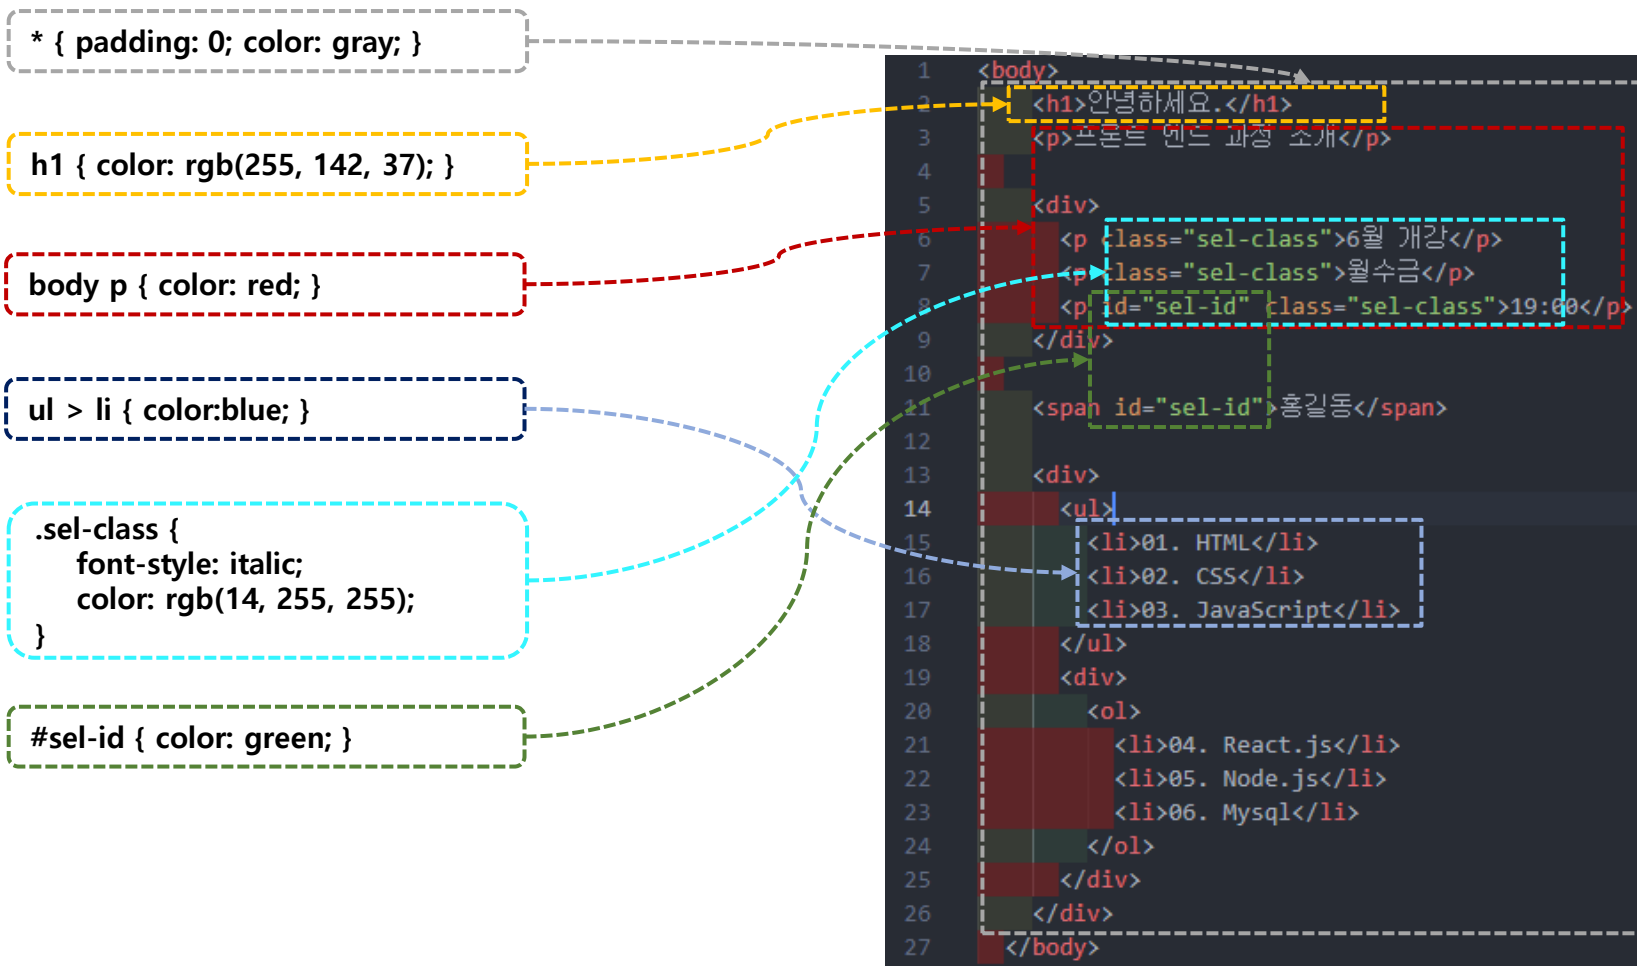 * { padding: 0; color: gray; }
h1 { color: rgb(255, 142, 37); }
body p { color: red; }
ul > li { color:blue; }
.sel-class {
font-style: italic;
color: rgb(14, 255, 255);
}
#sel-id { color: green; }
1 <body>
2 <h1>안녕하세요.</h1>
3 <p>프론트 엔드 과정 소개</p>
4
5 <div>
6 <p class="sel-class">6월 개강</p>
7 <p class="sel-class">월수금</p>
8 <p id="sel-id" class="sel-class">19:00</p>
9 </div>
10
11 <span id="sel-id">홍길동</span>
12
13 <div>
14 <ul>
15 <li>01. HTML</li>
16 <li>02. CSS</li>
17 <li>03. JavaScript</li>
18 </ul>
19 <div>
20 <ol>
21 <li>04. React.js</li>
22 <li>05. Node.js</li>
23 <li>06. Mysql</li>
24 </ol>
25 </div>
26 </div>
27 </body>